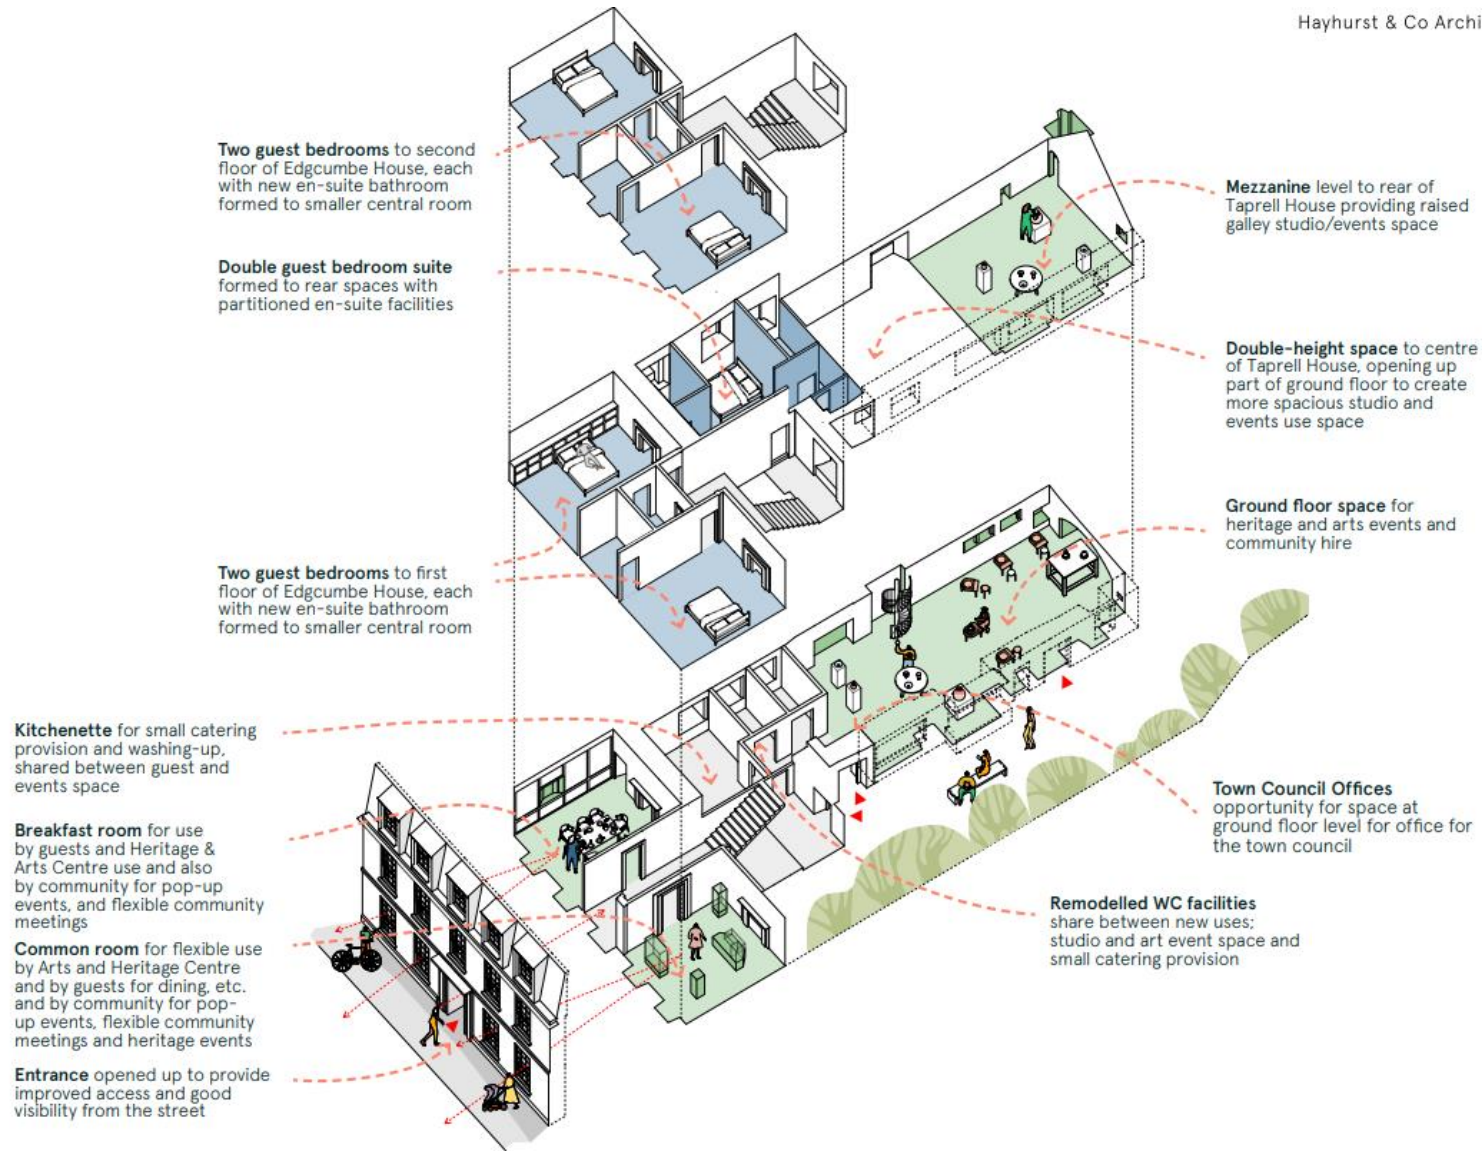 Hayhurst & Co Archi
Two guest bedrooms to second
floor of Edgcumbe House, each
with new en-suite bathroom
formed to smaller central room
Double guest bedroom suite
formed to rear spaces with
partitioned en-suite facilities
Two guest bedrooms to first
floor of Edgcumbe House, each
with new en-suite bathroom
formed to smaller central room
Kitchenette for small catering
provision and washing-up,
shared between guest and
events space
Breakfast room for use
by guests and Heritage &
Arts Centre use and also
by community for pop-up
events, and flexible community
meetings
Common room for flexible use
by Arts and Heritage Centre
and by guests for dining, etc.
and by community for pop-
up events, flexible community
meetings and heritage events
Entrance opened up to provide
improved access and good
visibility from the street
Mezzanine level to rear of
Taprell House providing raised
galley studio/events space
Double-height space to centre
of Taprell House, opening up
part of ground floor to create
more spacious studio and
events use space
Ground floor space for
heritage and arts events and
community hire
Town Council Offices
opportunity for space at
ground floor level for office for
the town council
Remodelled WC facilities
share between new uses;
studio and art event space and
small catering provision